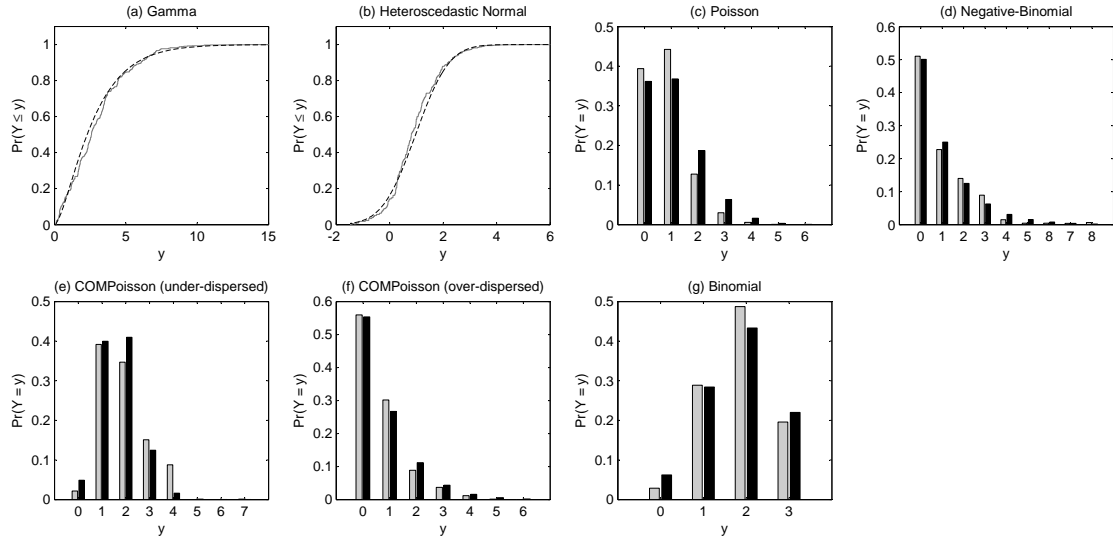 (a) Gamma
1
0.8
0.6
0.4
0.2
0
0 5 10 15
Pr(Y ≤ y)
y
(b) Heteroscedastic Normal
1
0.8
0.6
0.4
0.2
0
-2 0 2 4 6
Pr(Y ≤ y)
y
(c) Poisson
0.5
0.4
0.3
0.2
0.1
0
0 1 2 3 4 5 6
Pr(Y = y)
y
(d) Negative-Binomial
0.6
0.5
0.4
0.3
0.2
0.1
0
0 1 2 3 4 5 8 7 8
Pr(Y = y)
y
(e) COMPoisson (under-dispersed)
0.5
0.4
0.3
0.2
0.1
0
0 1 2 3 4 5 6 7
Pr(Y = y)
y
(f) COMPoisson (over-dispersed)
0.6
0.5
0.4
0.3
0.2
0.1
0
0 1 2 3 4 5 6
Pr(Y = y)
y
(g) Binomial
0.5
0.4
0.3
0.2
0.1
0
0 1 2 3
Pr(Y = y)
y